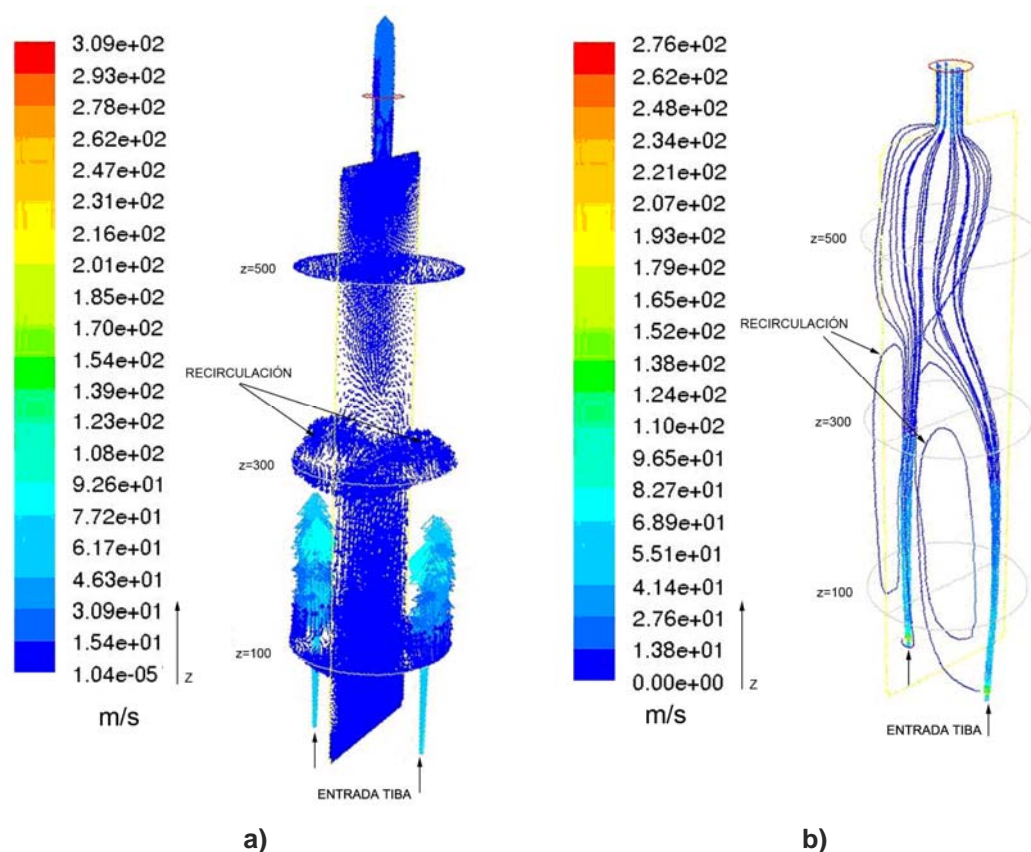 3.09e+02
2.93e+02
2.78e+02
2.62e+02
2.47e+02
2.31e+02
2.16e+02
2.01e+02
1.85e+02
1.70e+02
1.54e+02
1.39e+02
1.23e+02
1.08e+02
9.26e+01
7.72e+01
6.17e+01
4.63e+01
3.09e+01
1.54e+01
1.04e-05
m/s
Z
z=500
RECIRCULACIÓN
z=300
z=100
ENTRADA TIBA
a)
2.76e+02
2.62e+02
2.48e+02
2.34e+02
2.21e+02
2.07e+02
1.93e+02
1.79e+02
1.65e+02
1.52e+02
1.38e+02
1.24e+02
1.10e+02
9.65e+01
8.27e+01
6.89e+01
5.51e+01
4.14e+01
2.76e+01
1.38e+01
0.00e+00
m/s
Z
z=500
RECIRCULACIÓN
z=300
z=100
ENTRADA TIBA
b)